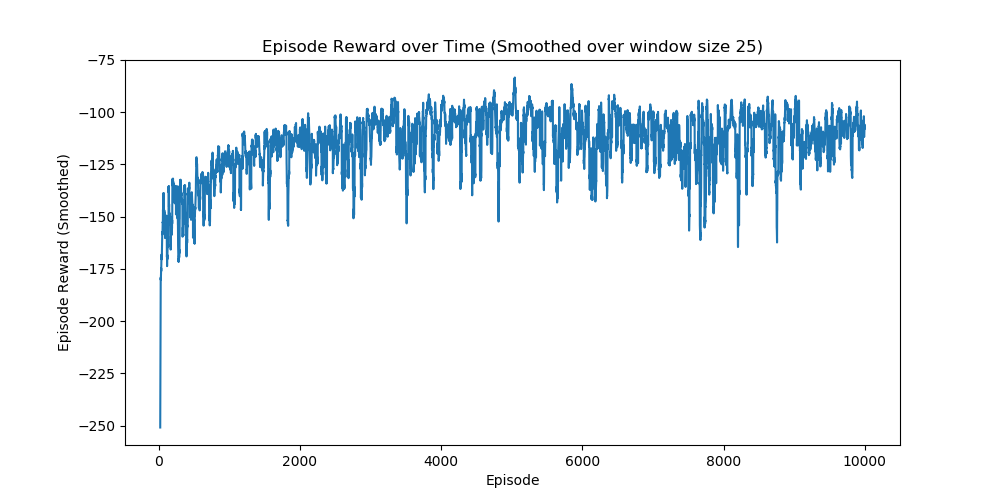 Episode Reward over Time (Smoothed over window size 25)
−75
−100
−125
−150
−175
−200
−225
−250
Episode Reward (Smoothed)
0 2000 4000 6000 8000 10000
Episode